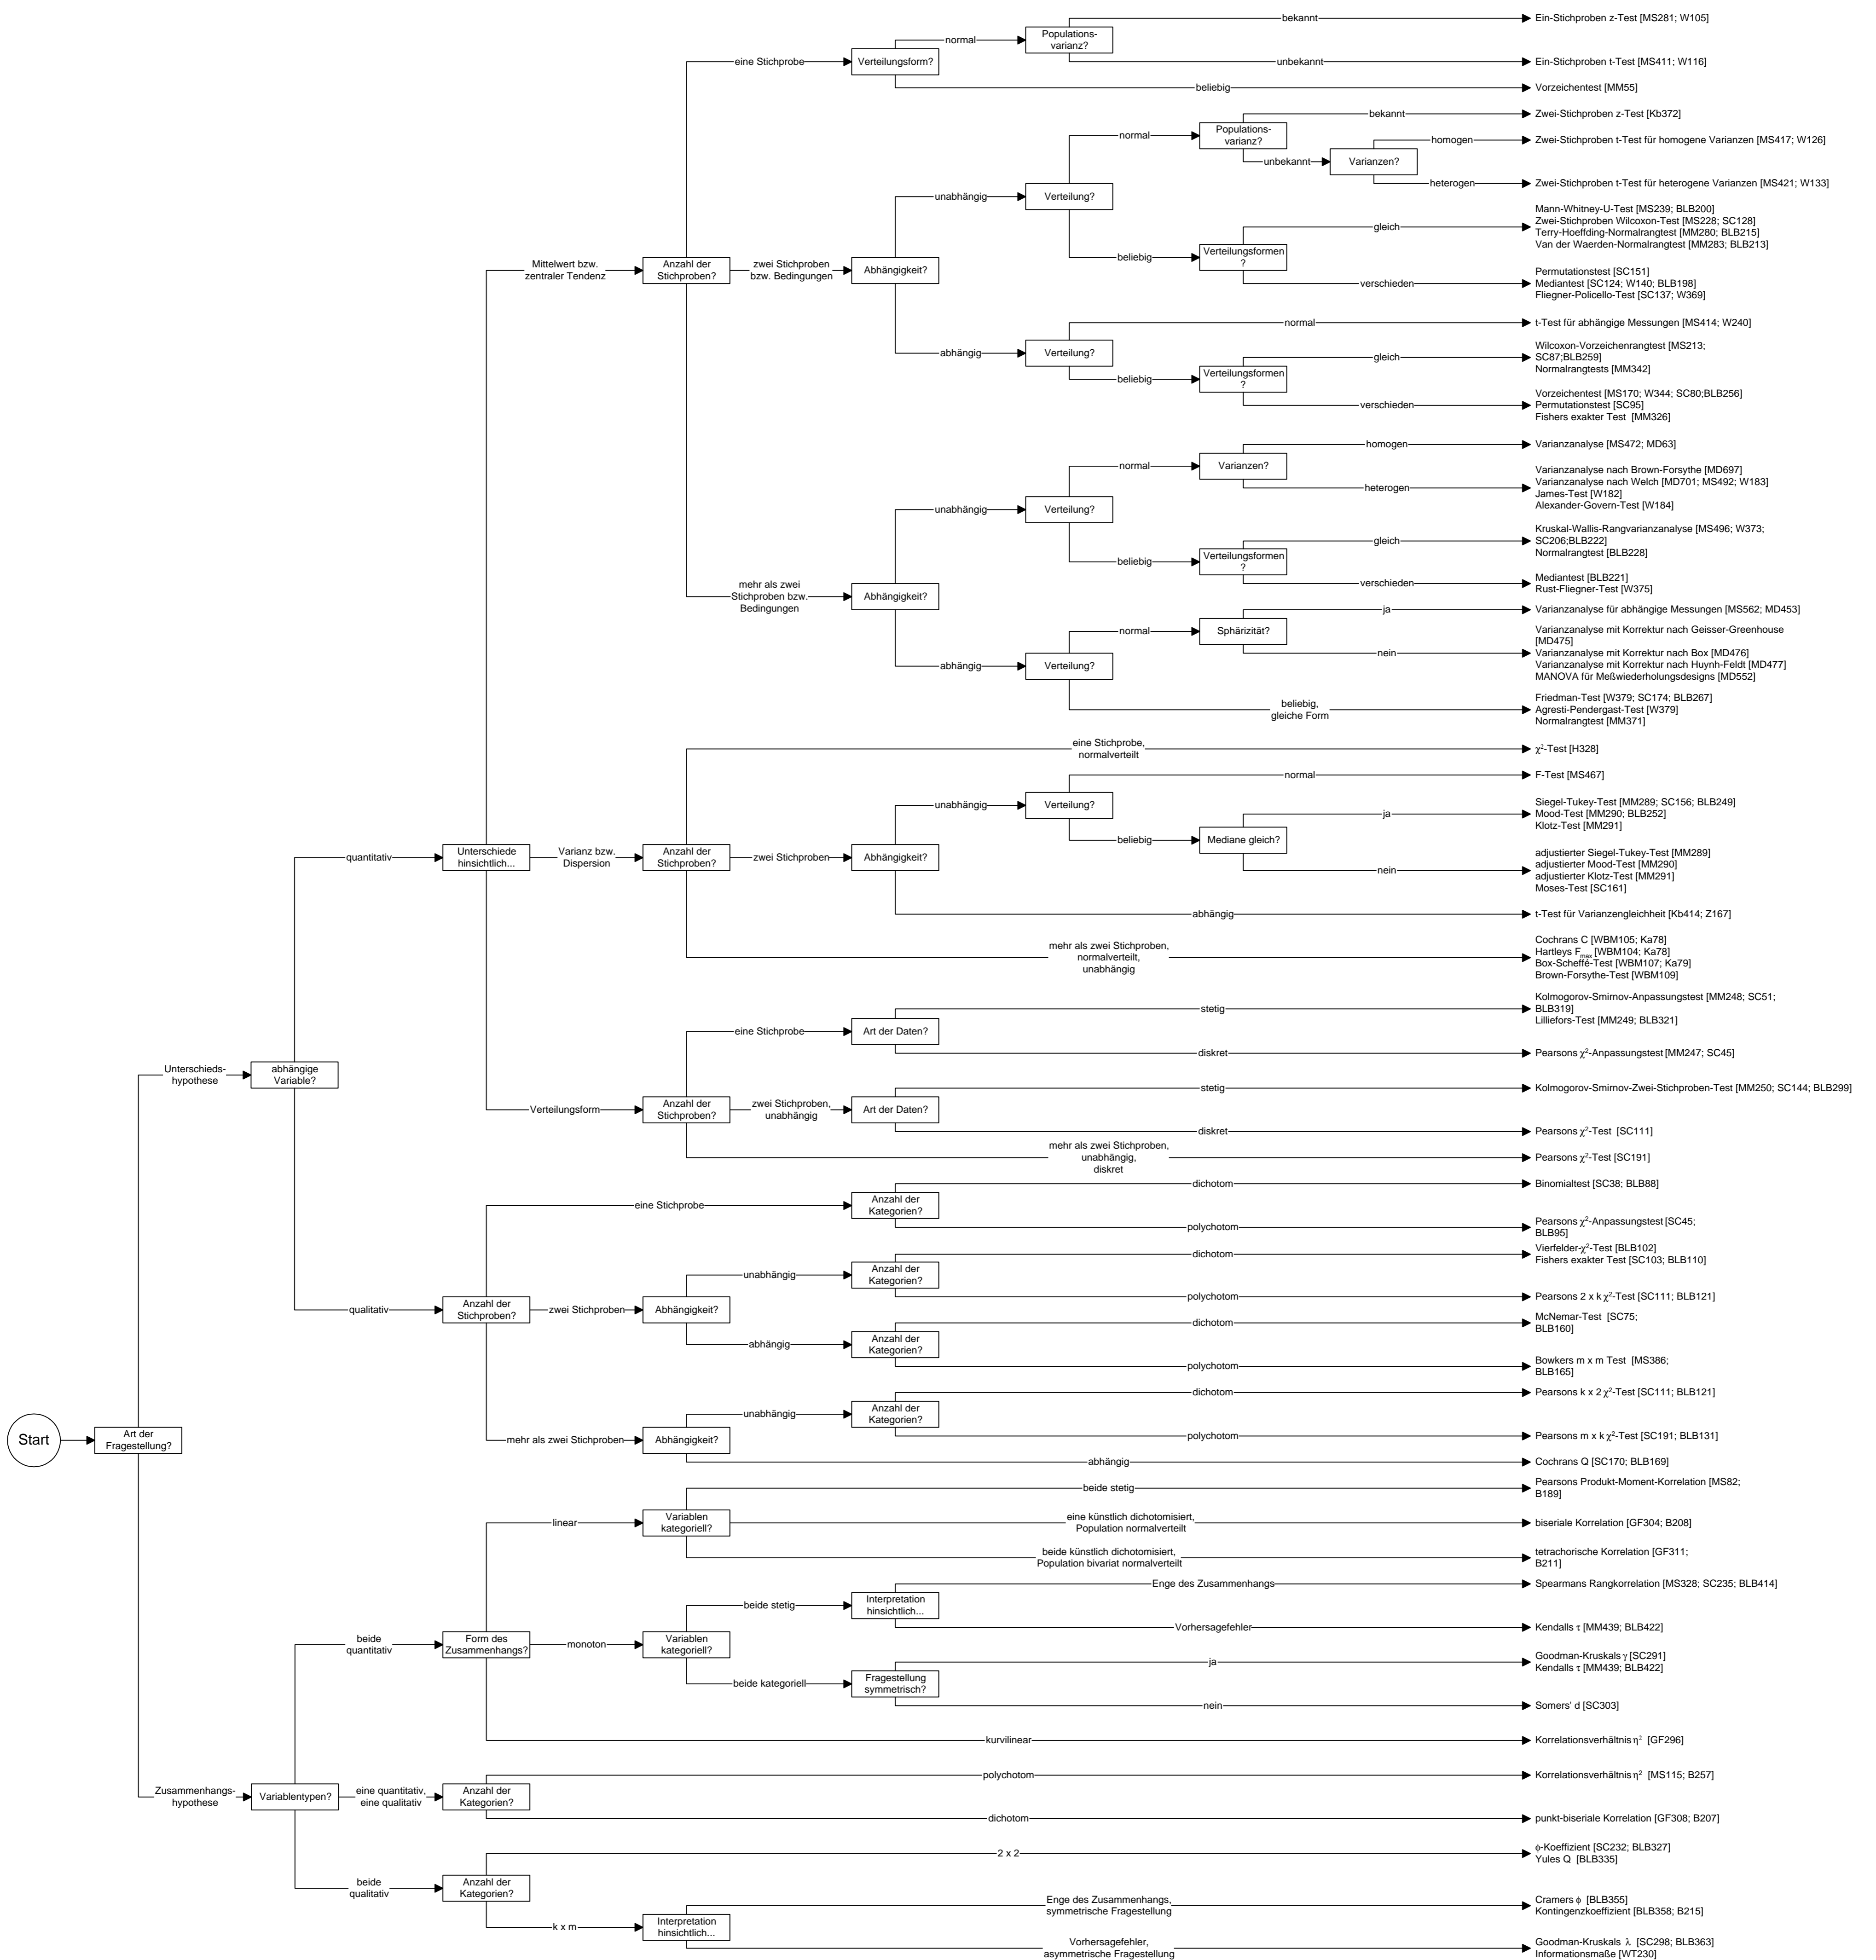 bekannt
Ein-Stichproben z-Test [MS281; W105]
Populations-
varianz?
normal
eine Stichprobe
Verteilungsform?
unbekannt
Ein-Stichproben t-Test [MS411; W116]
beliebig
Vorzeichentest [MM55]
bekannt
Zwei-Stichproben z-Test [Kb372]
normal
Populations-
varianz?
homogen
Zwei-Stichproben t-Test für homogene Varianzen [MS417; W126]
unbekannt
Varianzen?
heterogen
Zwei-Stichproben t-Test für heterogene Varianzen [MS421; W133]
unabhängig
Verteilung?
Mann-Whitney-U-Test [MS239; BLB200]
gleich
Zwei-Stichproben Wilcoxon-Test [MS228; SC128]
Terry-Hoeffding-Normalrangtest [MM280; BLB215]
Van der Waerden-Normalrangtest [MM283; BLB213]
beliebig
Verteilungsformen
?
Mittelwert bzw.
zentraler Tendenz
Anzahl der
Stichproben?
zwei Stichproben
bzw. Bedingungen
Abhängigkeit?
verschieden
Permutationstest [SC151]
Mediantest [SC124; W140; BLB198]
Fliegner-Policello-Test [SC137; W369]
normal
t-Test für abhängige Messungen [MS414; W240]
abhängig
Verteilung?
gleich
Wilcoxon-Vorzeichenrangtest [MS213;
SC87;BLB259]
Normalrangtests [MM342]
beliebig
Verteilungsformen
?
verschieden
Vorzeichentest [MS170; W344; SC80;BLB256]
Permutationstest [SC95]
Fishers exakter Test [MM326]
homogen
Varianzanalyse [MS472; MD63]
normal
Varianzen?
heterogen
Varianzanalyse nach Brown-Forsythe [MD697]
Varianzanalyse nach Welch [MD701; MS492; W183]
James-Test [W182]
Alexander-Govern-Test [W184]
unabhängig
Verteilung?
gleich
Kruskal-Wallis-Rangvarianzanalyse [MS496; W373;
SC206;BLB222]
Normalrangtest [BLB228]
beliebig
Verteilungsformen
?
verschieden
Mediantest [BLB221]
Rust-Fliegner-Test [W375]
mehr als zwei
Stichproben bzw.
Bedingungen
Abhängigkeit?
ja
Varianzanalyse für abhängige Messungen [MS562; MD453]
normal
Sphärizität?
nein
Varianzanalyse mit Korrektur nach Geisser-Greenhouse
[MD475]
Varianzanalyse mit Korrektur nach Box [MD476]
Varianzanalyse mit Korrektur nach Huynh-Feldt [MD477]
MANOVA für Meßwiederholungsdesigns [MD552]
abhängig
Verteilung?
beliebig,
gleiche Form
Friedman-Test [W379; SC174; BLB267]
Agresti-Pendergast-Test [W379]
Normalrangtest [MM371]
eine Stichprobe,
normalverteilt
χ²-Test [H328]
normal
F-Test [MS467]
unabhängig
Verteilung?
ja
Siegel-Tukey-Test [MM289; SC156; BLB249]
Mood-Test [MM290; BLB252]
Klotz-Test [MM291]
beliebig
Mediane gleich?
quantitativ
Unterschiede
hinsichtlich...
Varianz bzw.
Dispersion
Anzahl der
Stichproben?
zwei Stichproben
Abhängigkeit?
nein
adjustierter Siegel-Tukey-Test [MM289]
adjustierter Mood-Test [MM290]
adjustierter Klotz-Test [MM291]
Moses-Test [SC161]
abhängig
t-Test für Varianzengleichheit [Kb414; Z167]
mehr als zwei Stichproben,
normalverteilt,
unabhängig
Cochrans C [WBM105; Ka78]
Hartleys Fmax [WBM104; Ka78]
Box-Scheffé-Test [WBM107; Ka79]
Brown-Forsythe-Test [WBM109]
stetig
Kolmogorov-Smirnov-Anpassungstest [MM248; SC51;
BLB319]
Lilliefors-Test [MM249; BLB321]
eine Stichprobe
Art der Daten?
diskret
Pearsons χ²-Anpassungstest [MM247; SC45]
Unterschieds-
hypothese
abhängige
Variable?
stetig
Kolmogorov-Smirnov-Zwei-Stichproben-Test [MM250; SC144; BLB299]
Verteilungsform
Anzahl der
Stichproben?
zwei Stichproben,
unabhängig
Art der Daten?
diskret
Pearsons χ²-Test [SC111]
mehr als zwei Stichproben,
unabhängig,
diskret
Pearsons χ²-Test [SC191]
dichotom
Binomialtest [SC38; BLB88]
eine Stichprobe
Anzahl der
Kategorien?
polychotom
Pearsons χ²-Anpassungstest [SC45;
BLB95]
dichotom
Vierfelder-χ²-Test [BLB102]
Fishers exakter Test [SC103; BLB110]
unabhängig
Anzahl der
Kategorien?
polychotom
Pearsons 2 x k χ²-Test [SC111; BLB121]
qualitativ
Anzahl der
Stichproben?
zwei Stichproben
Abhängigkeit?
dichotom
McNemar-Test [SC75;
BLB160]
abhängig
Anzahl der
Kategorien?
polychotom
Bowkers m x m Test [MS386;
BLB165]
dichotom
Pearsons k x 2 χ²-Test [SC111; BLB121]
unabhängig
Anzahl der
Kategorien?
polychotom
Pearsons m x k χ²-Test [SC191; BLB131]
mehr als zwei Stichproben
Abhängigkeit?
abhängig
Cochrans Q [SC170; BLB169]
Start
Art der
Fragestellung?
beide stetig
Pearsons Produkt-Moment-Korrelation [MS82;
B189]
linear
Variablen
kategoriell?
eine künstlich dichotomisiert,
Population normalverteilt
biseriale Korrelation [GF304; B208]
beide künstlich dichotomisiert,
Population bivariat normalverteilt
tetrachorische Korrelation [GF311;
B211]
Enge des Zusammenhangs
Spearmans Rangkorrelation [MS328; SC235; BLB414]
beide stetig
Interpretation
hinsichtlich...
Vorhersagefehler
Kendalls τ [MM439; BLB422]
beide
quantitativ
Form des
Zusammenhangs?
monoton
Variablen
kategoriell?
ja
Goodman-Kruskals γ [SC291]
Kendalls τ [MM439; BLB422]
beide kategoriell
Fragestellung
symmetrisch?
nein
Somers' d [SC303]
kurvilinear
Korrelationsverhältnis η² [GF296]
polychotom
Korrelationsverhältnis η² [MS115; B257]
Zusammenhangs-
hypothese
Variablentypen?
eine quantitativ,
eine qualitativ
Anzahl der
Kategorien?
dichotom
punkt-biseriale Korrelation [GF308; B207]
2 x 2
φ-Koeffizient [SC232; BLB327]
Yules Q [BLB335]
beide
qualitativ
Anzahl der
Kategorien?
Enge des Zusammenhangs,
symmetrische Fragestellung
Cramers φ [BLB355]
Kontingenzkoeffizient [BLB358; B215]
k x m
Interpretation
hinsichtlich...
Vorhersagefehler,
asymmetrische Fragestellung
Goodman-Kruskals λ [SC298; BLB363]
Informationsmaße [WT230]